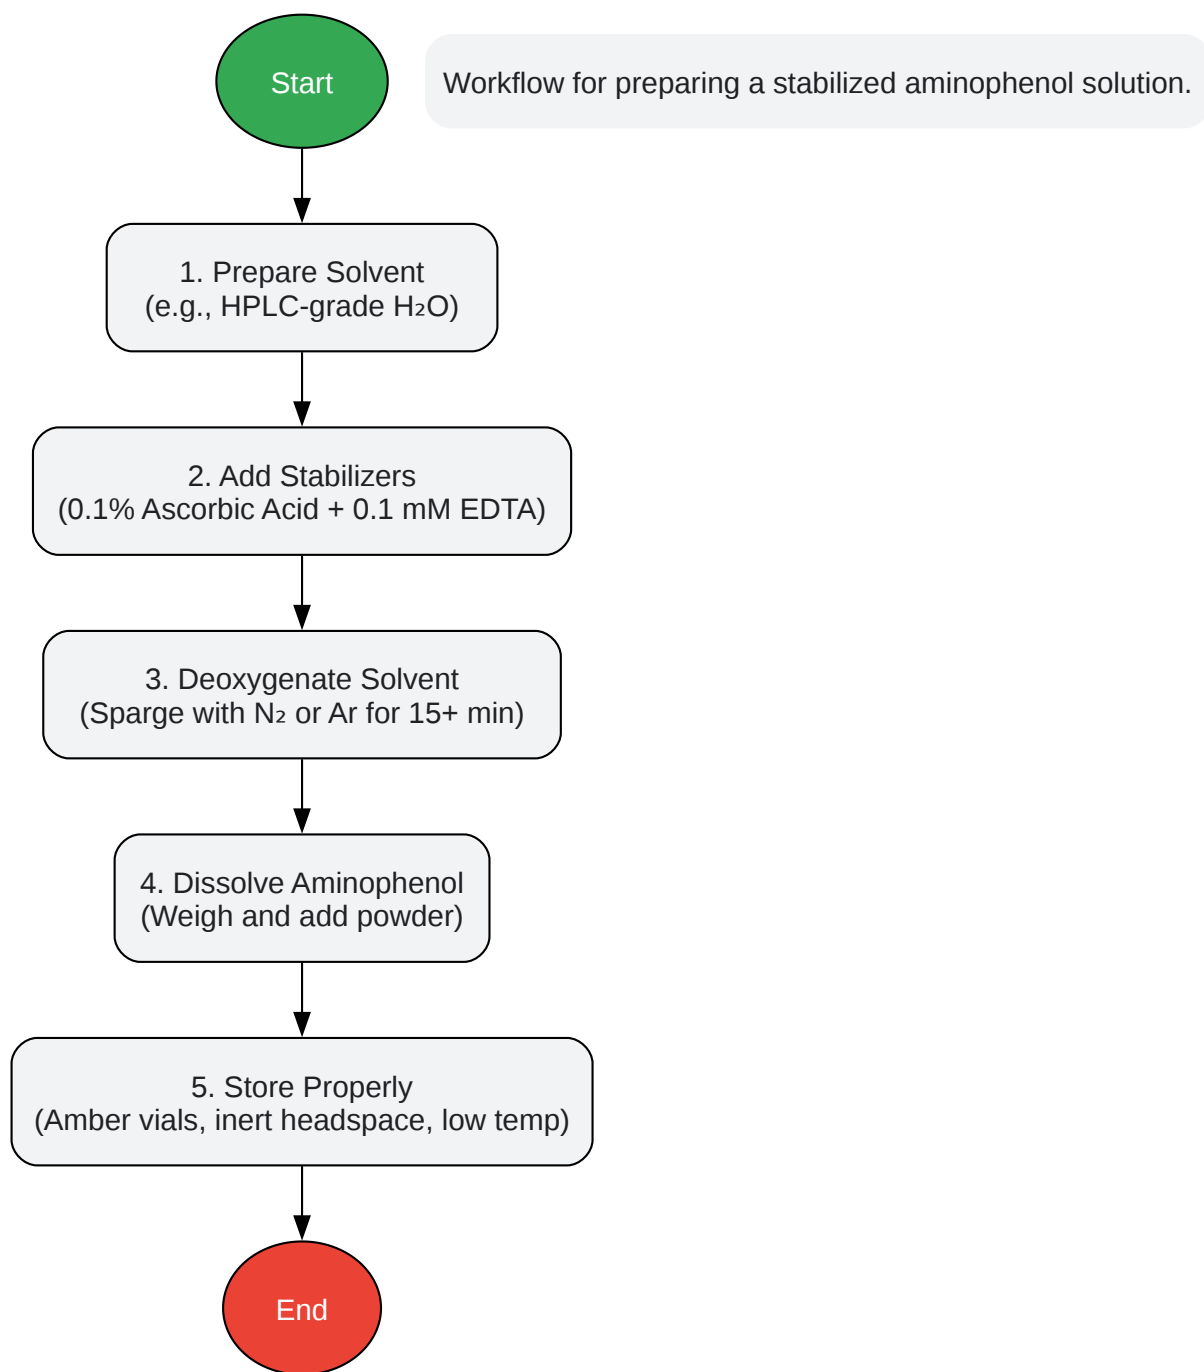 Start
Workflow for preparing a stabilized aminophenol solution.
1. Prepare Solvent
(e.g., HPLC-grade H₂O)
2. Add Stabilizers
(0.1% Ascorbic Acid + 0.1 mM EDTA)
3. Deoxygenate Solvent
(Sparge with N₂ or Ar for 15+ min)
4. Dissolve Aminophenol
(Weigh and add powder)
5. Store Properly
(Amber vials, inert headspace, low temp)
End